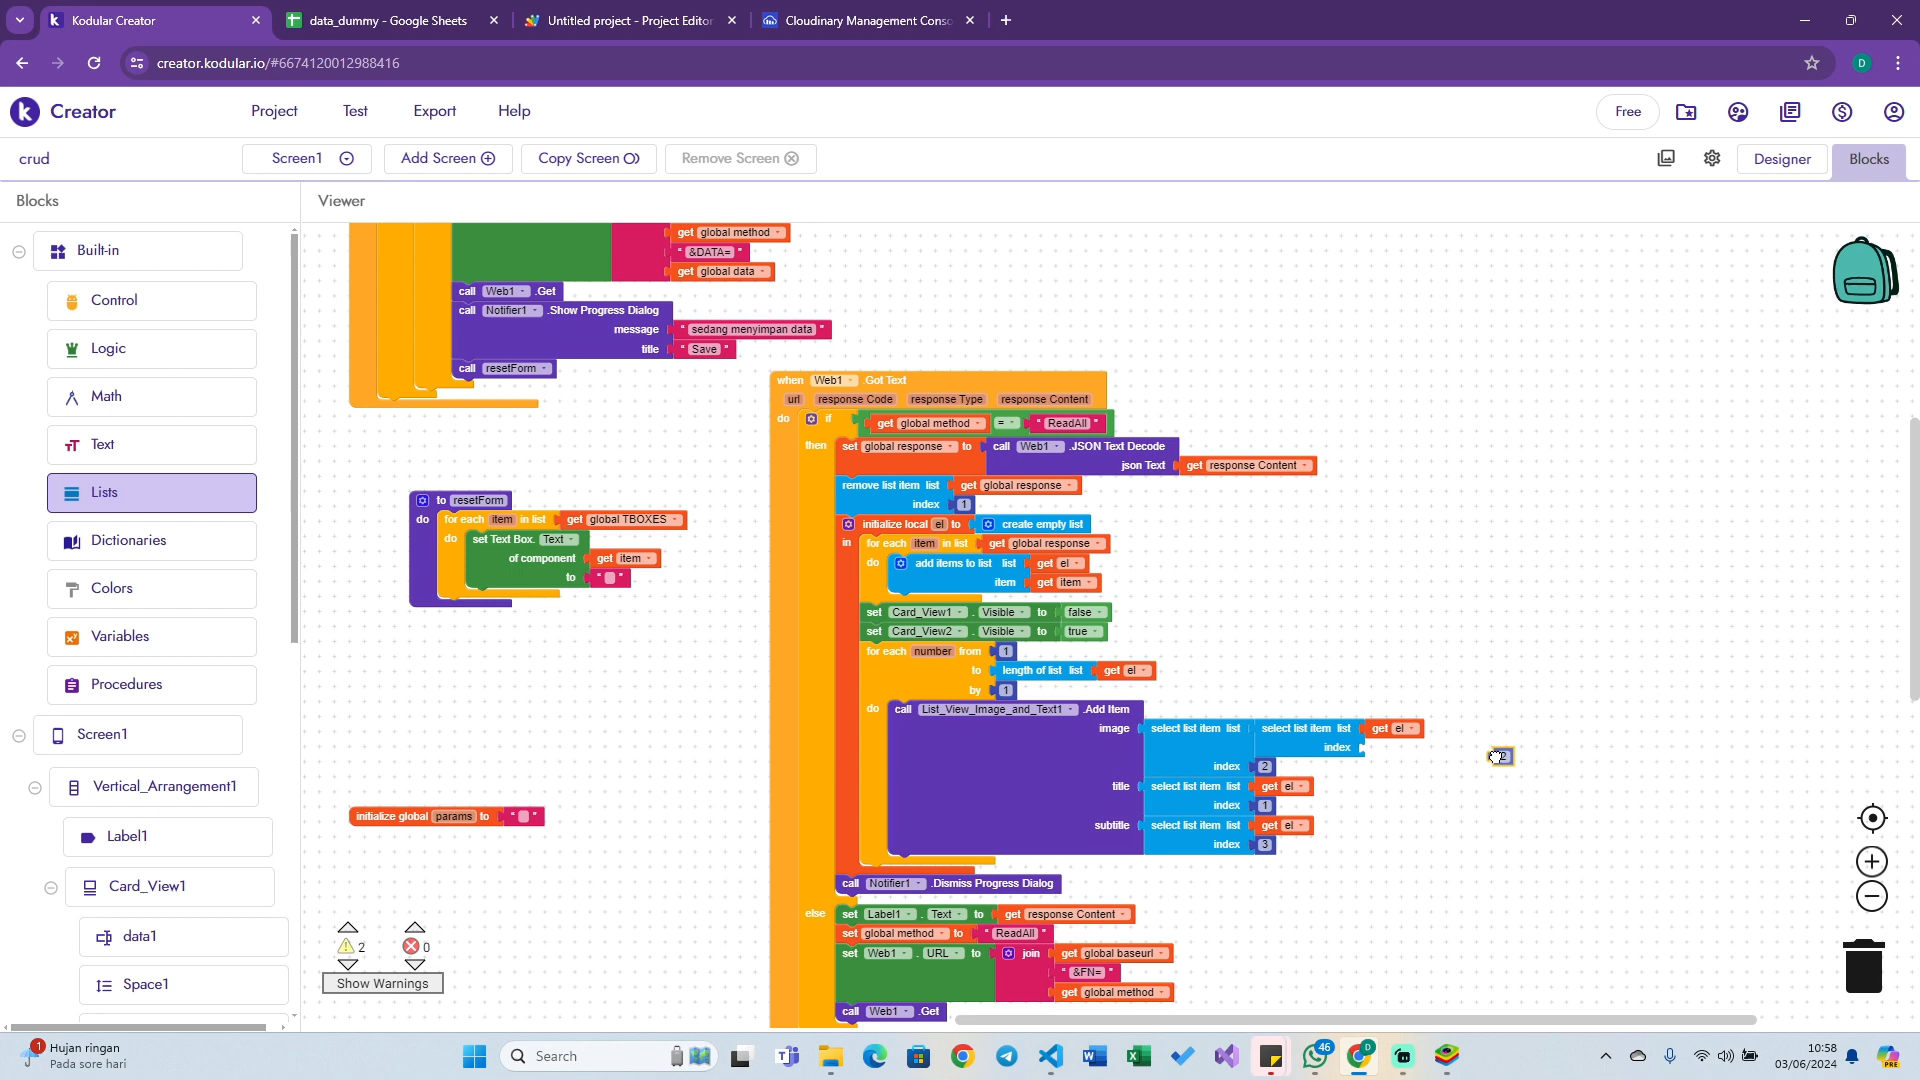 Kodular Creator
data_dummy - Google Sheets
Untitled project - Project Editor
Cloudinary Management Conso
creator.kodular.io/#6674120012988416
Creator
Project
Test
Export
Help
Free
crud
Screen1
Add Screen
Copy Screen
Remove Screen
Designer
Blocks
Blocks
Viewer
Built-in
Control
Logic
Math
Text
Lists
Dictionaries
Colors
Variables
Procedures
Screen1
Vertical_Arrangement1
Label1
Card_View1
data1
Space1
get global method
" &DATA= "
get global data
call Web1 .Get
call Notifier1 .Show Progress Dialog
message " sedang menyimpan data "
title " Save "
call resetForm
to resetForm
do for each item in list get global TBOXES
do set Text Box. Text
of component get item
to " "
initialize global params to " "
when Web1 .Got Text
url response Code response Type response Content
do if get global method = " ReadAll "
then set global response to call Web1 .JSON Text Decode
json Text get response Content
remove list item list get global response
index 1
initialize local el to create empty list
in for each item in list get global response
do add items to list list get el
item get item
set Card_View1 . Visible to false
set Card_View2 . Visible to true
for each number from 1
to length of list list get el
by 1
do call List_View_Image_and_Text1 .Add Item
image select list item list select list item list get el
index
2
index 2
title select list item list get el
index 1
subtitle select list item list get el
index 3
call Notifier1 .Dismiss Progress Dialog
else set Label1 . Text to get response Content
set global method to " ReadAll "
set Web1 . URL to join get global baseurl
" &FN= "
get global method
call Web1 .Get
2
0
Show Warnings
1
Hujan ringan
Pada sore hari
Search
46
D
D
10:58
03/06/2024
PRE